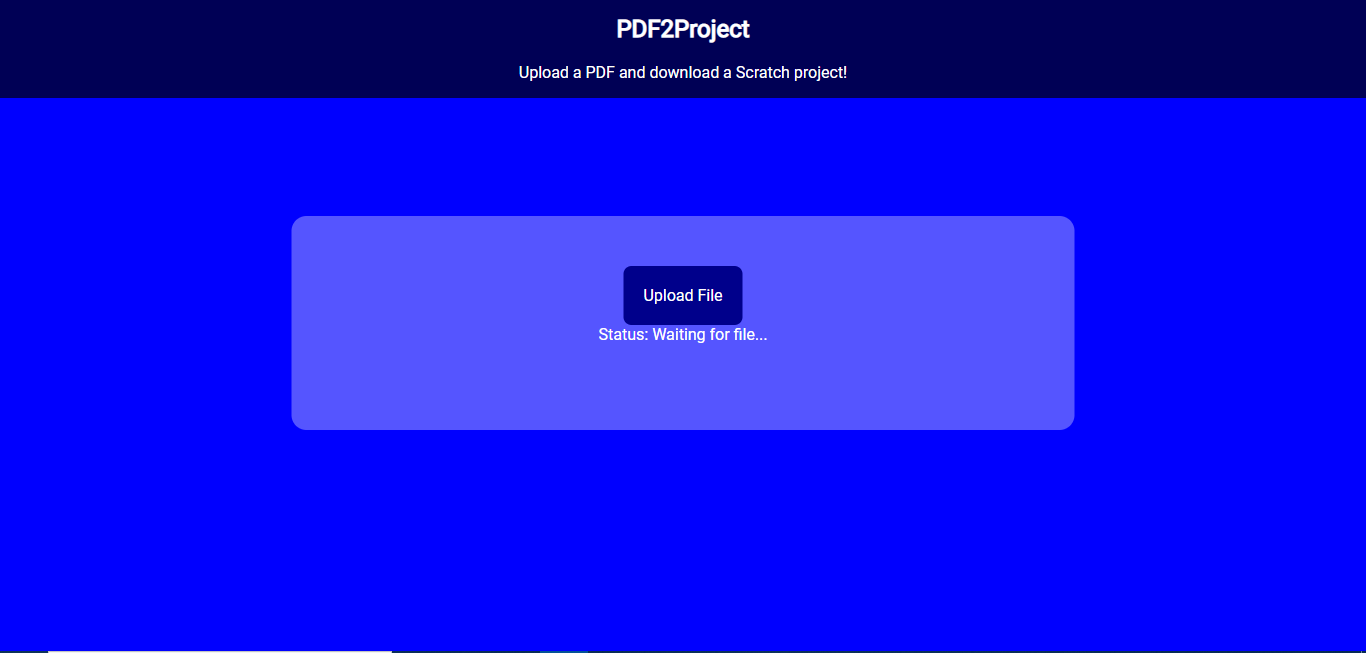 PDF2Project
Upload a PDF and download a Scratch project!
Upload File
Status: Waiting for file...